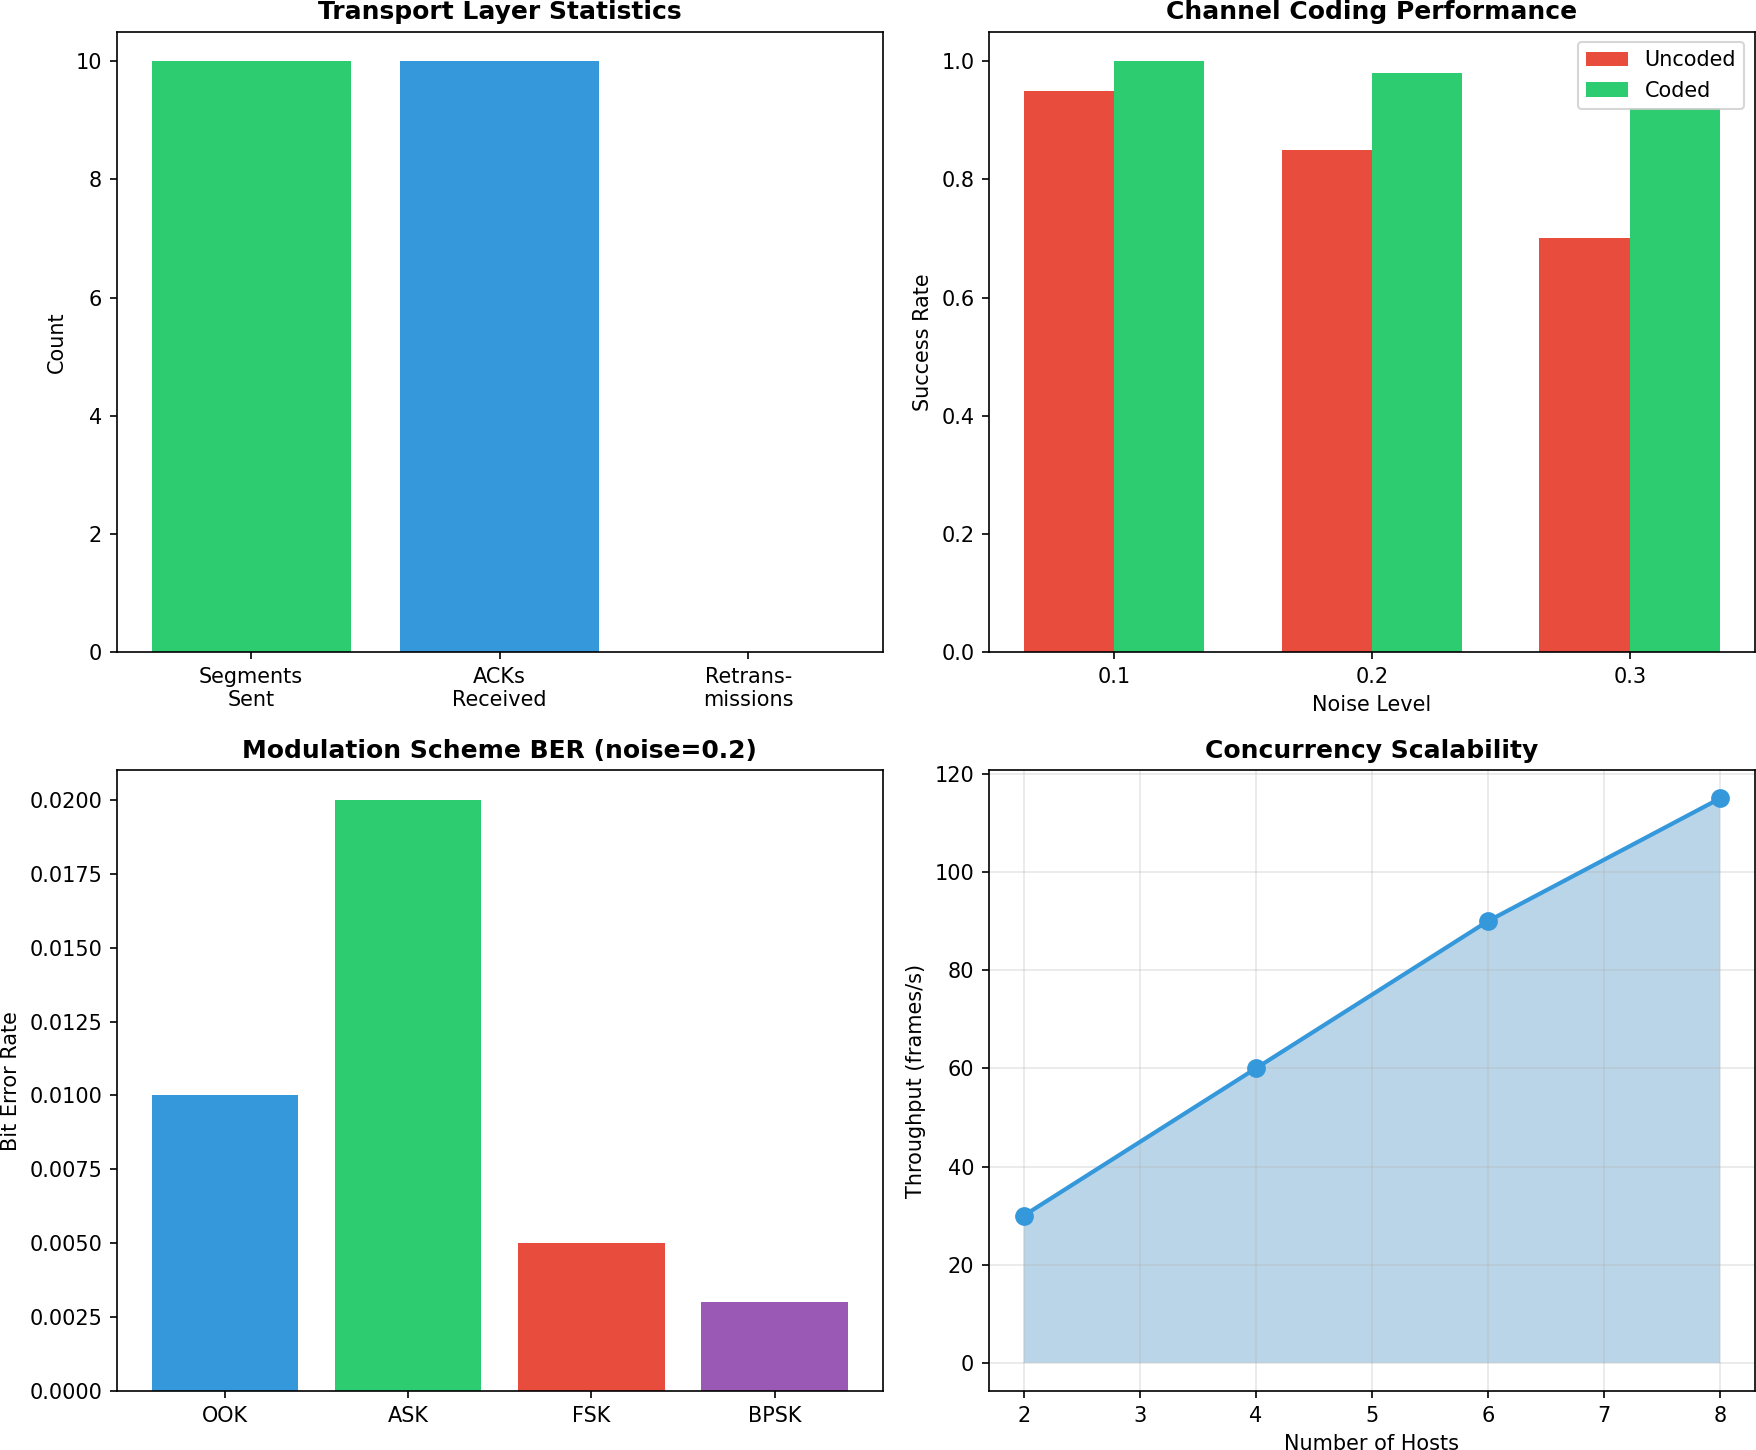 Transport Layer Statistics
Count
10
8
6
4
2
0
Segments
Sent
ACKs
Received
Retrans-
missions
Channel Coding Performance
Success Rate
1.0
0.8
0.6
0.4
0.2
0.0
Uncoded
Coded
0.1
0.2
0.3
Noise Level
Modulation Scheme BER (noise=0.2)
Bit Error Rate
0.0200
0.0175
0.0150
0.0125
0.0100
0.0075
0.0050
0.0025
0.0000
OOK
ASK
FSK
BPSK
Concurrency Scalability
Throughput (frames/s)
120
100
80
60
40
20
0
2
3
4
5
6
7
8
Number of Hosts